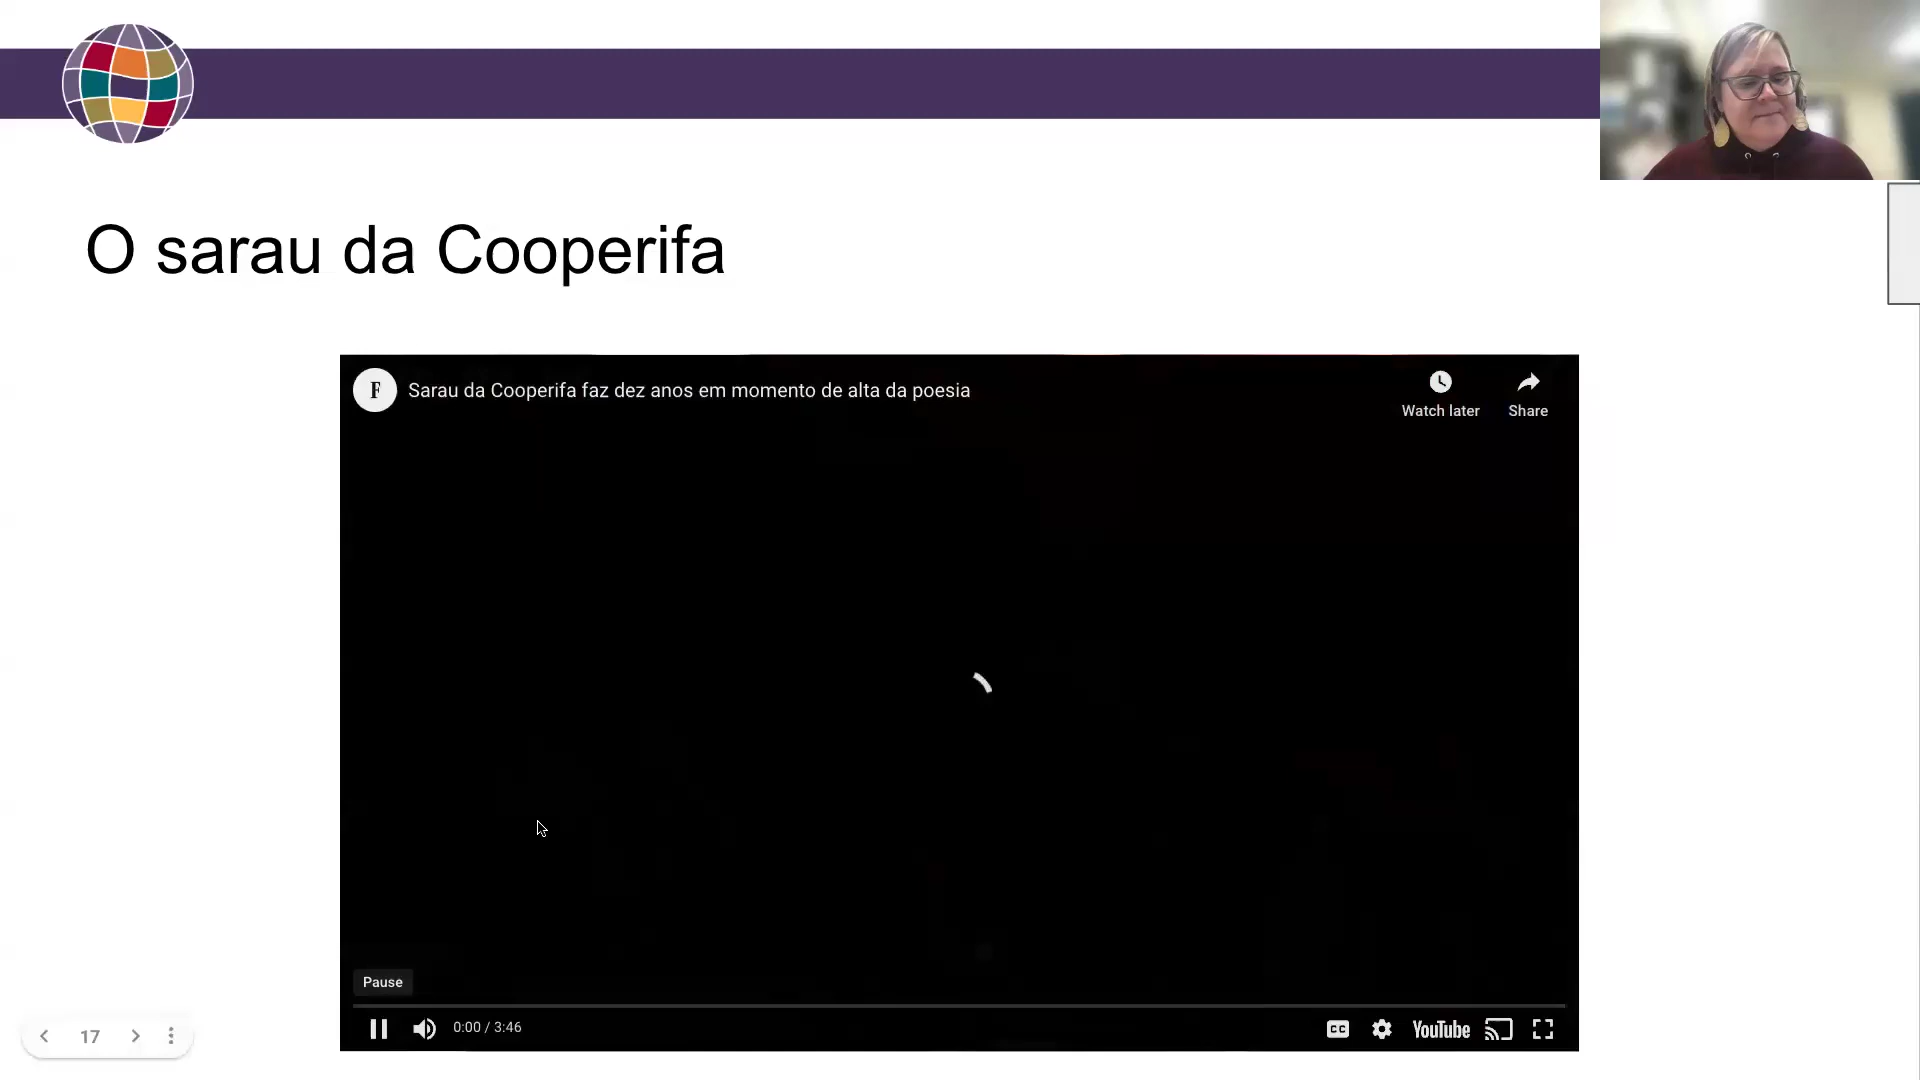 O sarau da Cooperifa
F
Sarau da Cooperifa faz dez anos em momento de alta da poesia
Watch later
Share
Pause
0:00 / 3:46
CC
YouTube
17